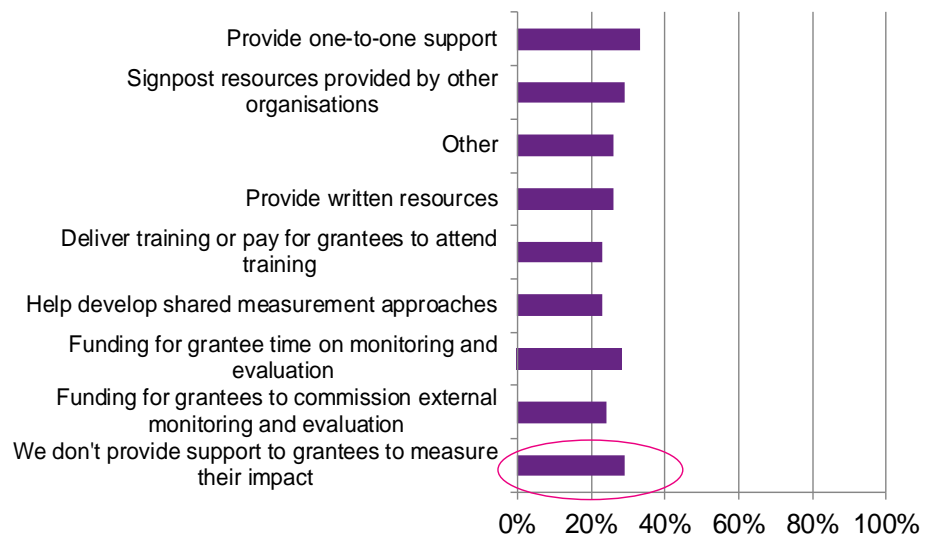 Provide one-to-one support
Signpost resources provided by other
organisations
Other
Provide written resources
Deliver training or pay for grantees to attend
training
Help develop shared measurement approaches
Funding for grantee time on monitoring and
evaluation
Funding for grantees to commission external
monitoring and evaluation
We don't provide support to grantees to measure
their impact
0% 20% 40% 60% 80% 100%